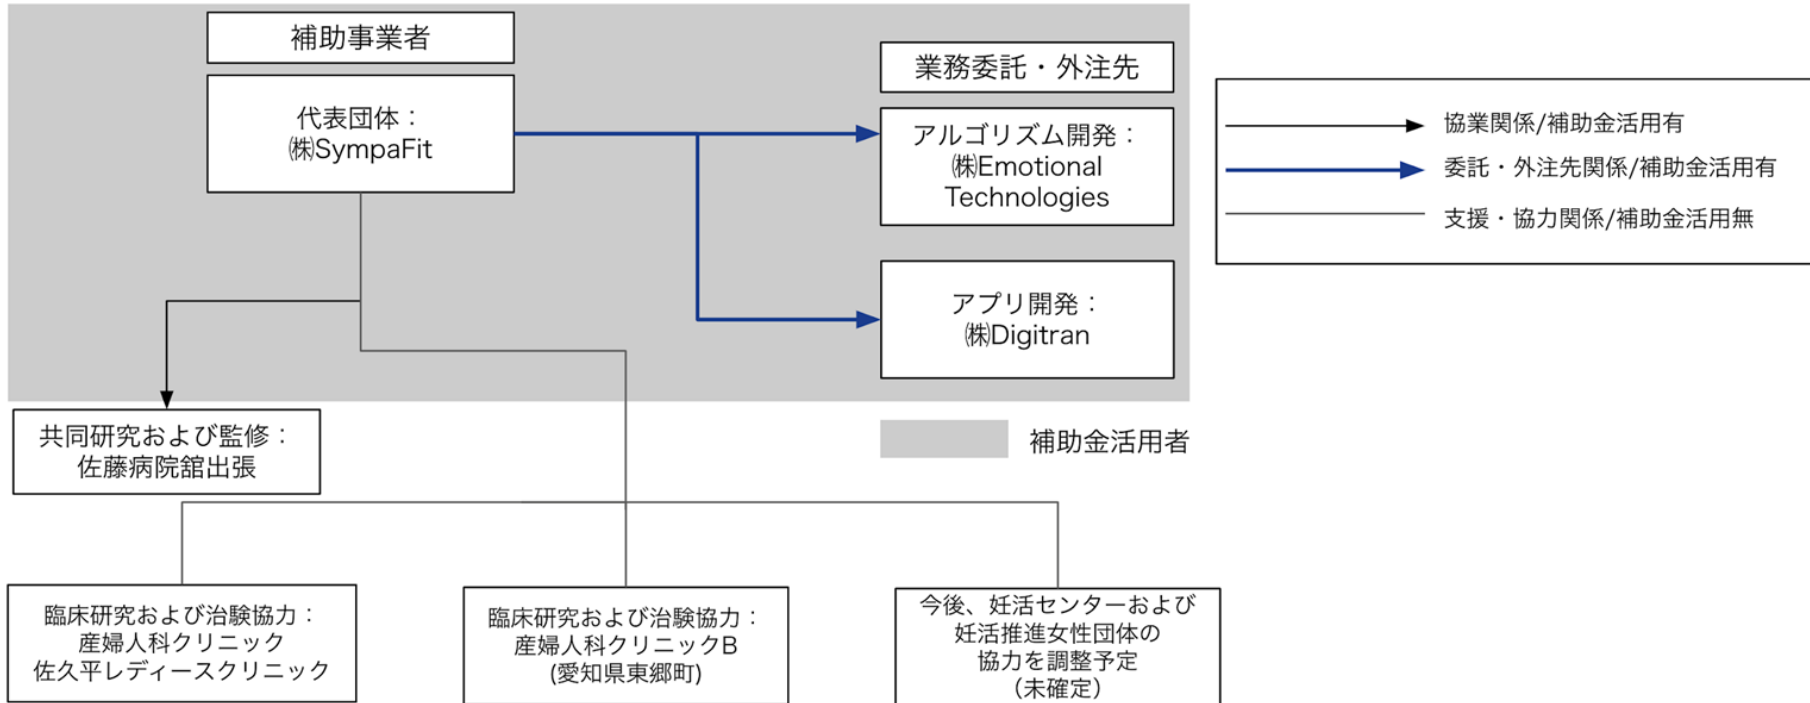 補助事業者
代表団体：
㈱SympaFit
業務委託・外注先
アルゴリズム開発：
㈱Emotional
Technologies
アプリ開発：
㈱Digitran
協業関係/補助金活用有
委託・外注先関係/補助金活用有
支援・協力関係/補助金活用無
補助金活用者
共同研究および監修：
佐藤病院舘出張
臨床研究および治験協力：
産婦人科クリニック
佐久平レディースクリニック
臨床研究および治験協力：
産婦人科クリニックB
(愛知県東郷町)
今後、妊活センターおよび
妊活推進女性団体の
協力を調整予定
（未確定）